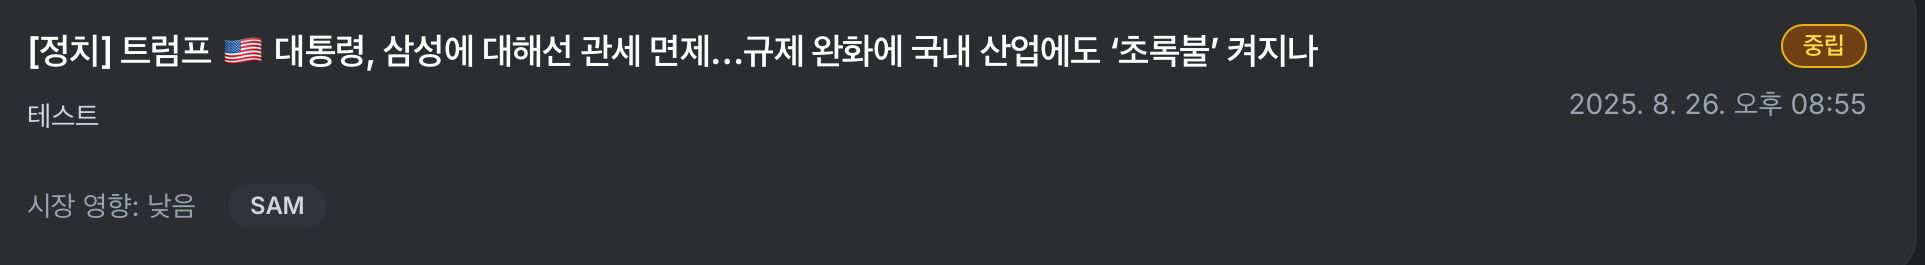 [정치] 트럼프 🇺🇸 대통령, 삼성에 대해선 관세 면제...규제 완화에 국내 산업에도 ‘초록불’ 켜지나
중립
테스트
2025. 8. 26. 오후 08:55
시장 영향: 낮음
SAM